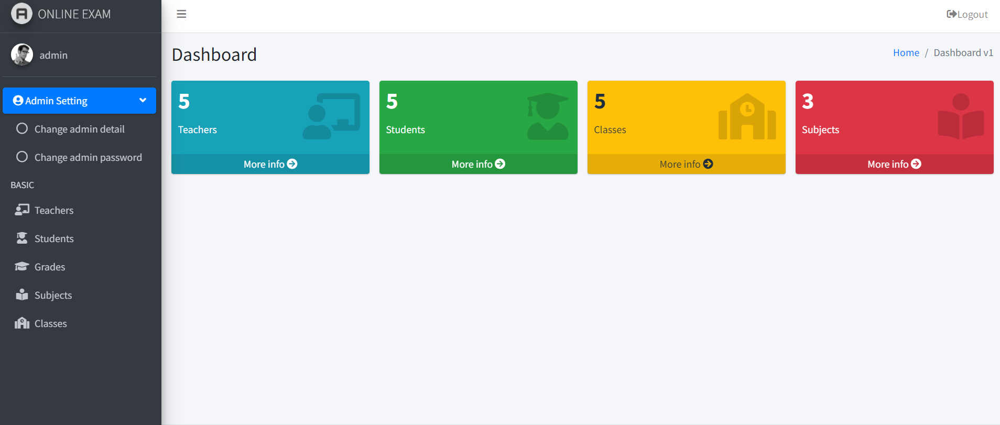 ONLINE EXAM
Logout
admin
Dashboard
Home / Dashboard v1
Admin Setting
Change admin detail
Change admin password
BASIC
Teachers
Students
Grades
Subjects
Classes
5
Teachers
More info
5
Students
More info
5
Classes
More info
3
Subjects
More info